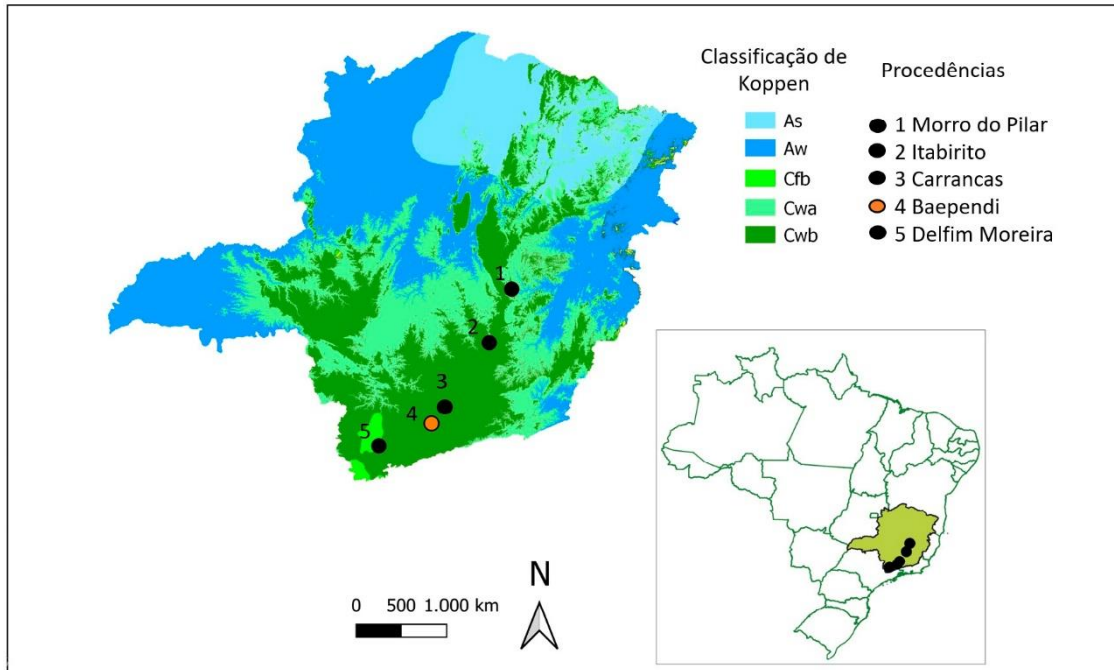 Classificação de
Koppen
As
Aw
Cfb
Cwa
Cwb
Procedências
1 Morro do Pilar
2 Itabirito
3 Carrancas
4 Baependi
5 Delfim Moreira
1
2
3
4
5
N
0 500 1.000 km